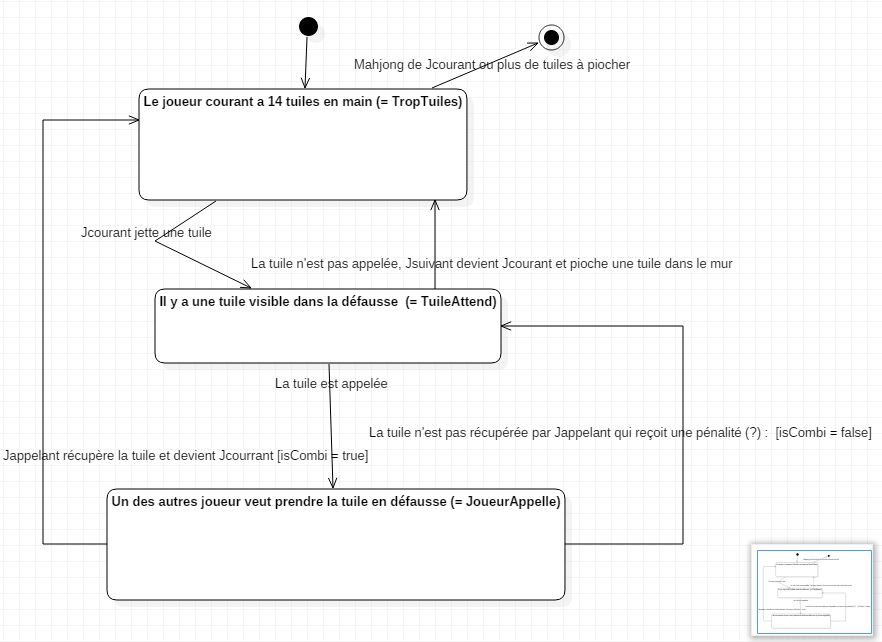 Mahjong de Jcourant ou plus de tuiles à piocher
Le joueur courant a 14 tuiles en main (= TropTuiles)
Jcourant jette une tuile
La tuile n'est pas appelée, Jsuivant devient Jcourant et pioche une tuile dans le mur
Il y a une tuile visible dans la défausse  (= TuileAttend)
La tuile est appelée
La tuile n'est pas récupérée par Jappelant qui reçoit une pénalité (?) :  [isCombi = false]
Jappelant récupère la tuile et devient Jcourrant [isCombi = true]
Un des autres joueur veut prendre la tuile en défausse (= JoueurAppelle)